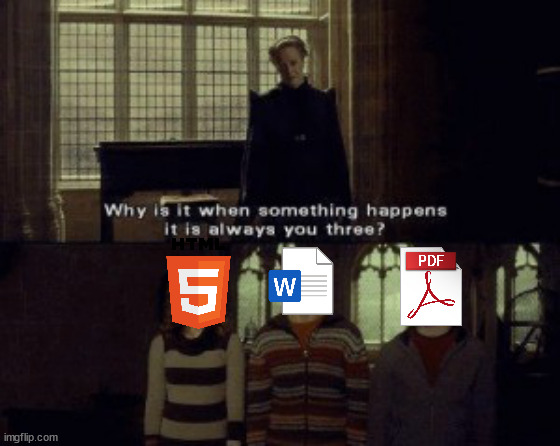 Why is it when something happens
it is always you three?
HTML
5
W
PDF
imgflip.com